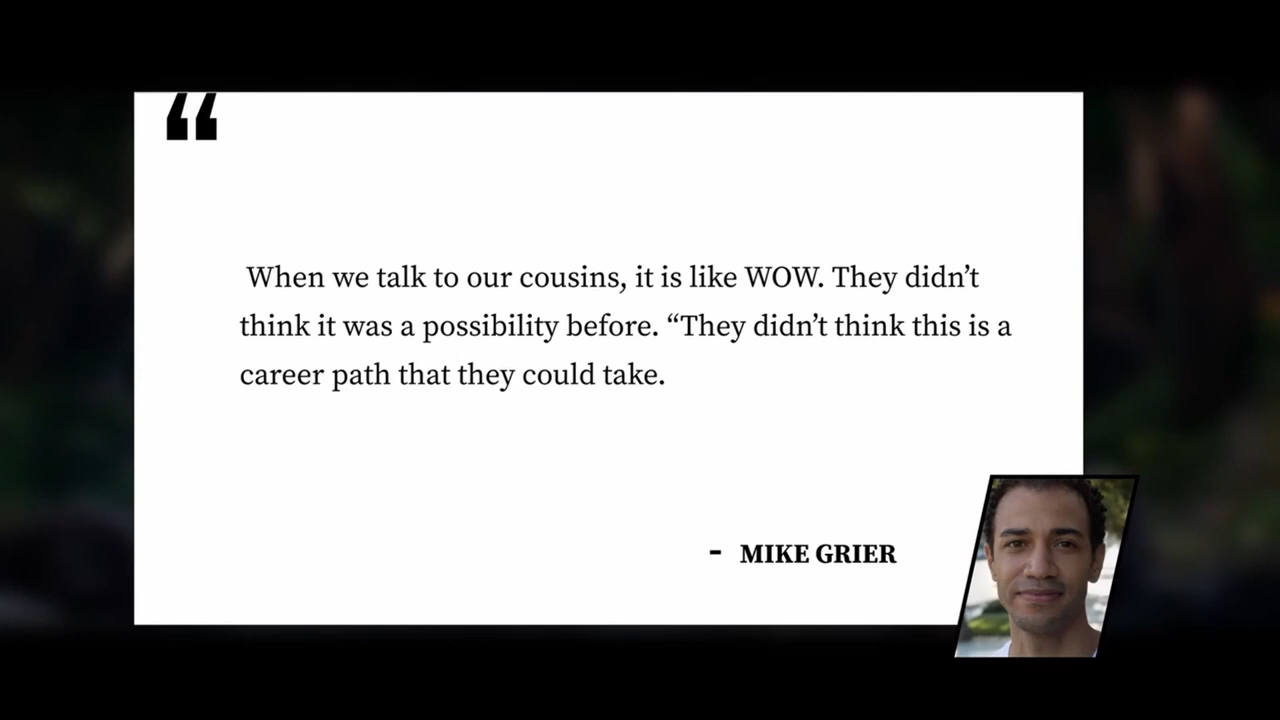 “
When we talk to our cousins, it is like WOW. They didn’t
think it was a possibility before. “They didn’t think this is a
career path that they could take.
- MIKE GRIER